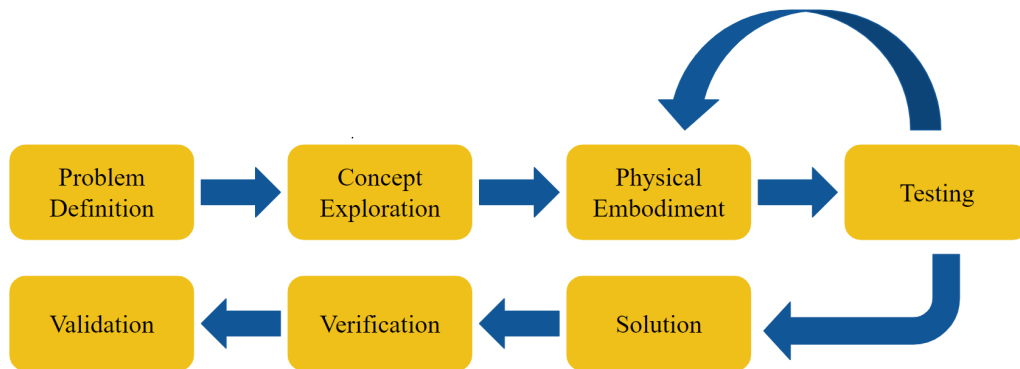 Problem
Definition
Concept
Exploration
Physical
Embodiment
Testing
Solution
Verification
Validation